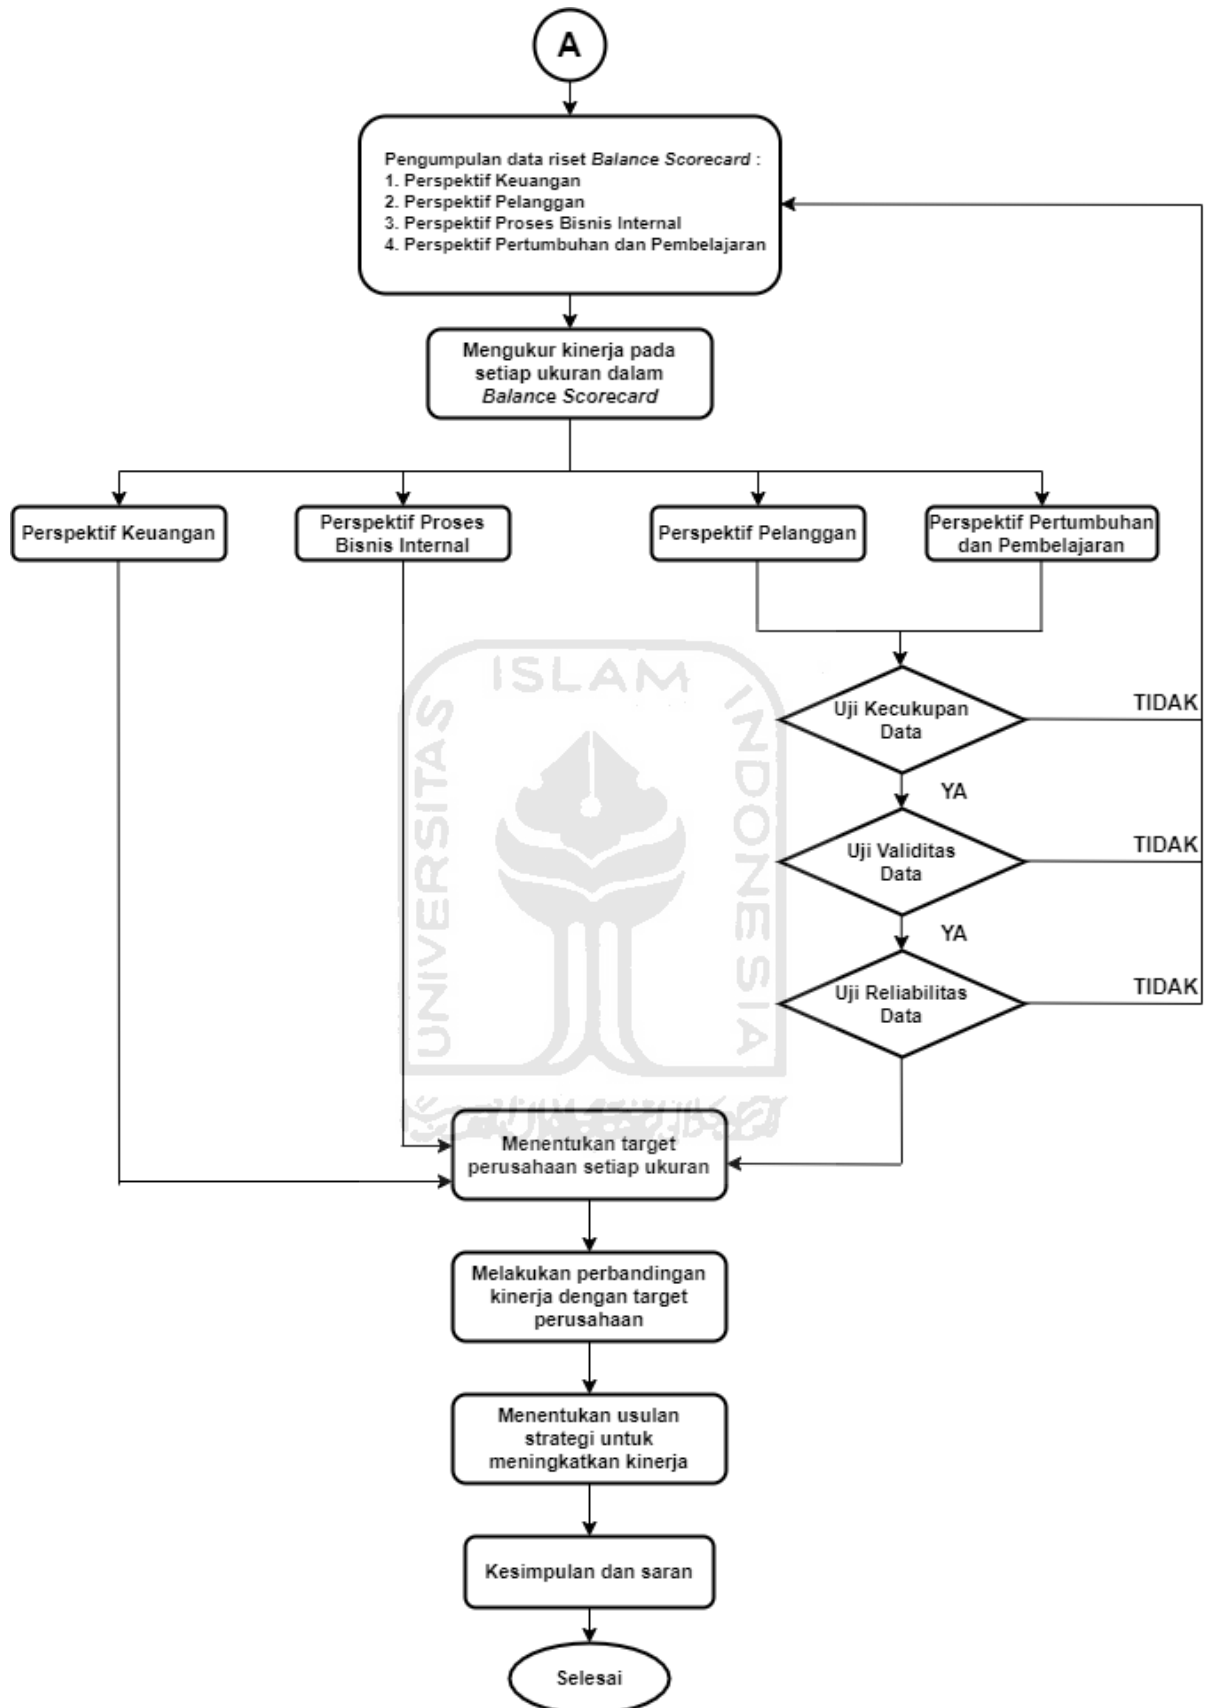 A
Pengumpulan data riset Balance Scorecard :
1. Perspektif Keuangan
2. Perspektif Pelanggan
3. Perspektif Proses Bisnis Internal
4. Perspektif Pertumbuhan dan Pembelajaran
Mengukur kinerja pada
setiap ukuran dalam
Balance Scorecard
Perspektif Keuangan
Perspektif Proses
Bisnis Internal
Perspektif Pelanggan
Perspektif Pertumbuhan
dan Pembelajaran
UNIVERSITAS
ISLAM
INDONESIA
Uji Kecukupan
Data
TIDAK
YA
Uji Validitas
Data
TIDAK
YA
Uji Reliabilitas
Data
TIDAK
Menentukan target
perusahaan setiap ukuran
Melakukan perbandingan
kinerja dengan target
perusahaan
Menentukan usulan
strategi untuk
meningkatkan kinerja
Kesimpulan dan saran
Selesai